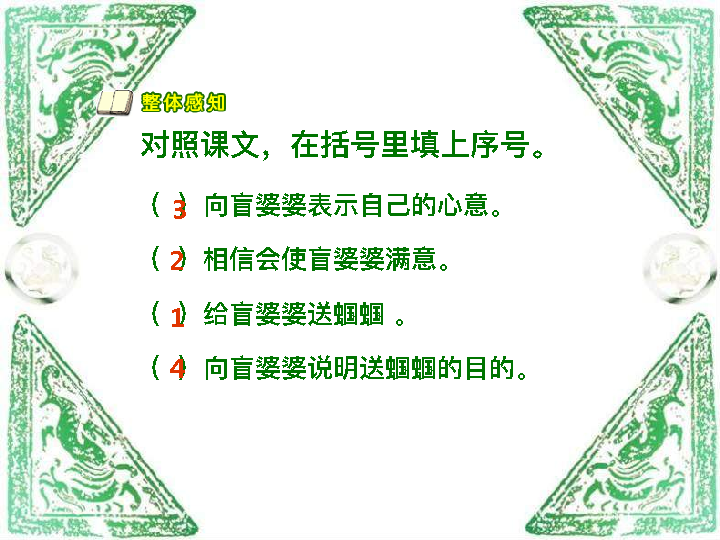 整体感知
对照课文，在括号里填上序号。
（3）向盲婆婆表示自己的心意。
（2）相信会使盲婆婆满意。
（1）给盲婆婆送蝈蝈 。
（4）向盲婆婆说明送蝈蝈的目的。